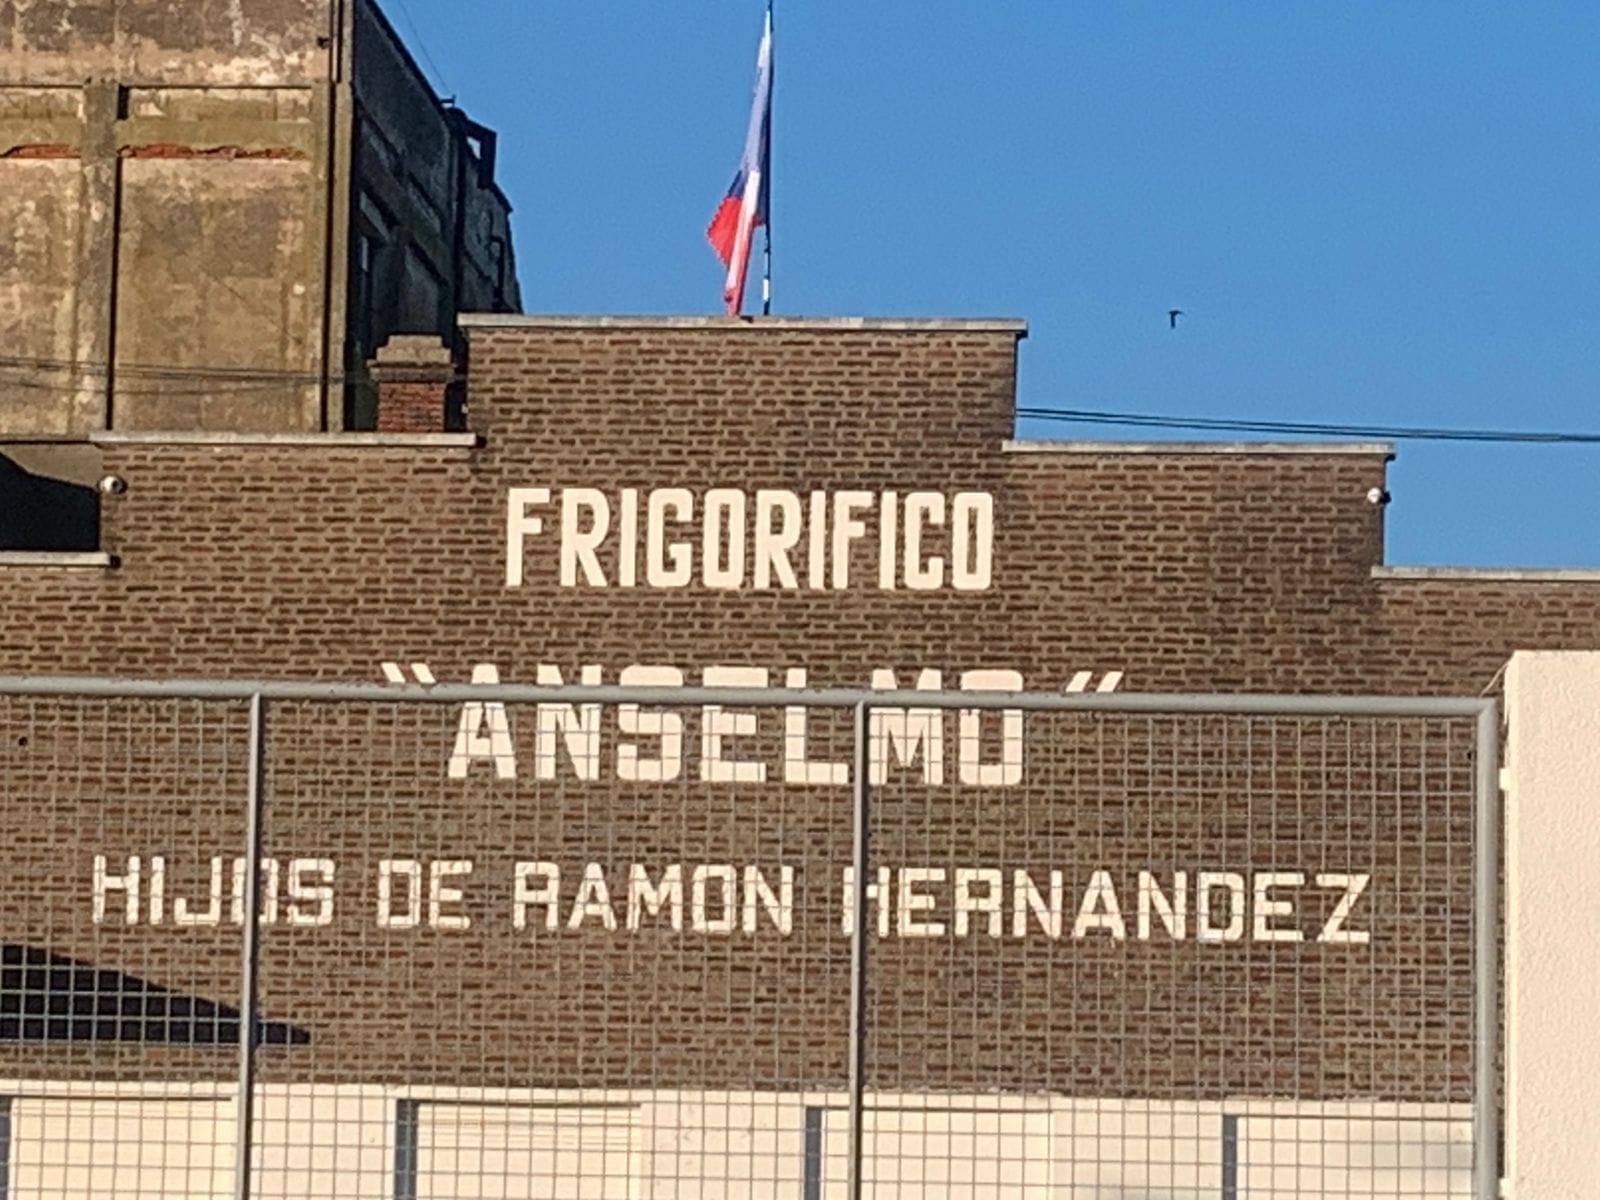 FRIGORIFICO
"ANSELMO"
HIJOS DE RAMON HERNANDEZ